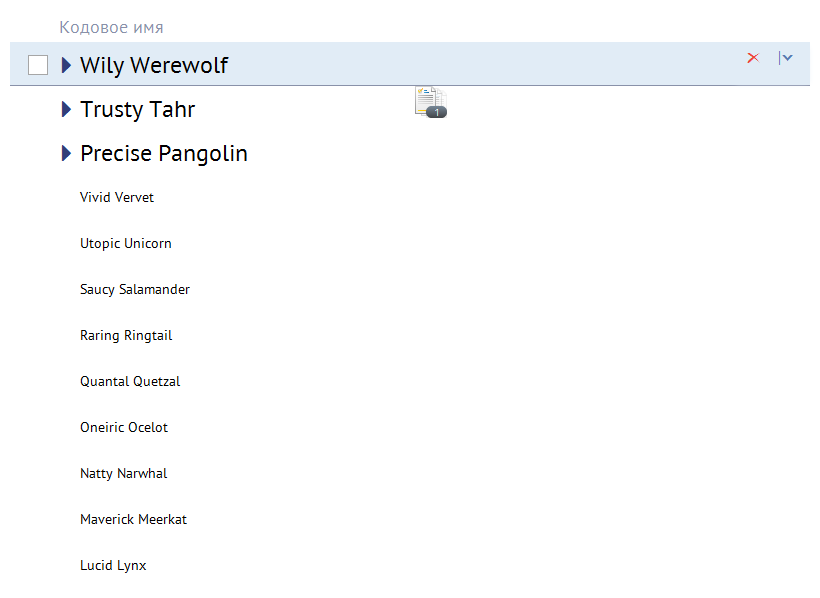 Кодовое имя
Wily Werewolf
Trusty Tahr
1
Precise Pangolin
Vivid Vervet
Utopic Unicorn
Saucy Salamander
Raring Ringtail
Quantal Quetzal
Oneiric Ocelot
Natty Narwhal
Maverick Meerkat
Lucid Lynx